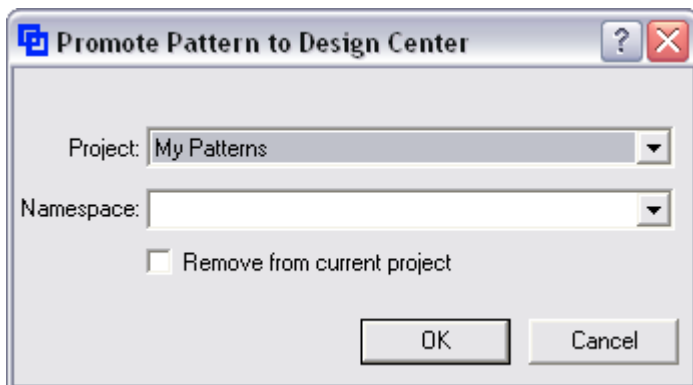 Promote Pattern to Design Center ?
Project: My Patterns
Namespace:
Remove from current project
OK Cancel